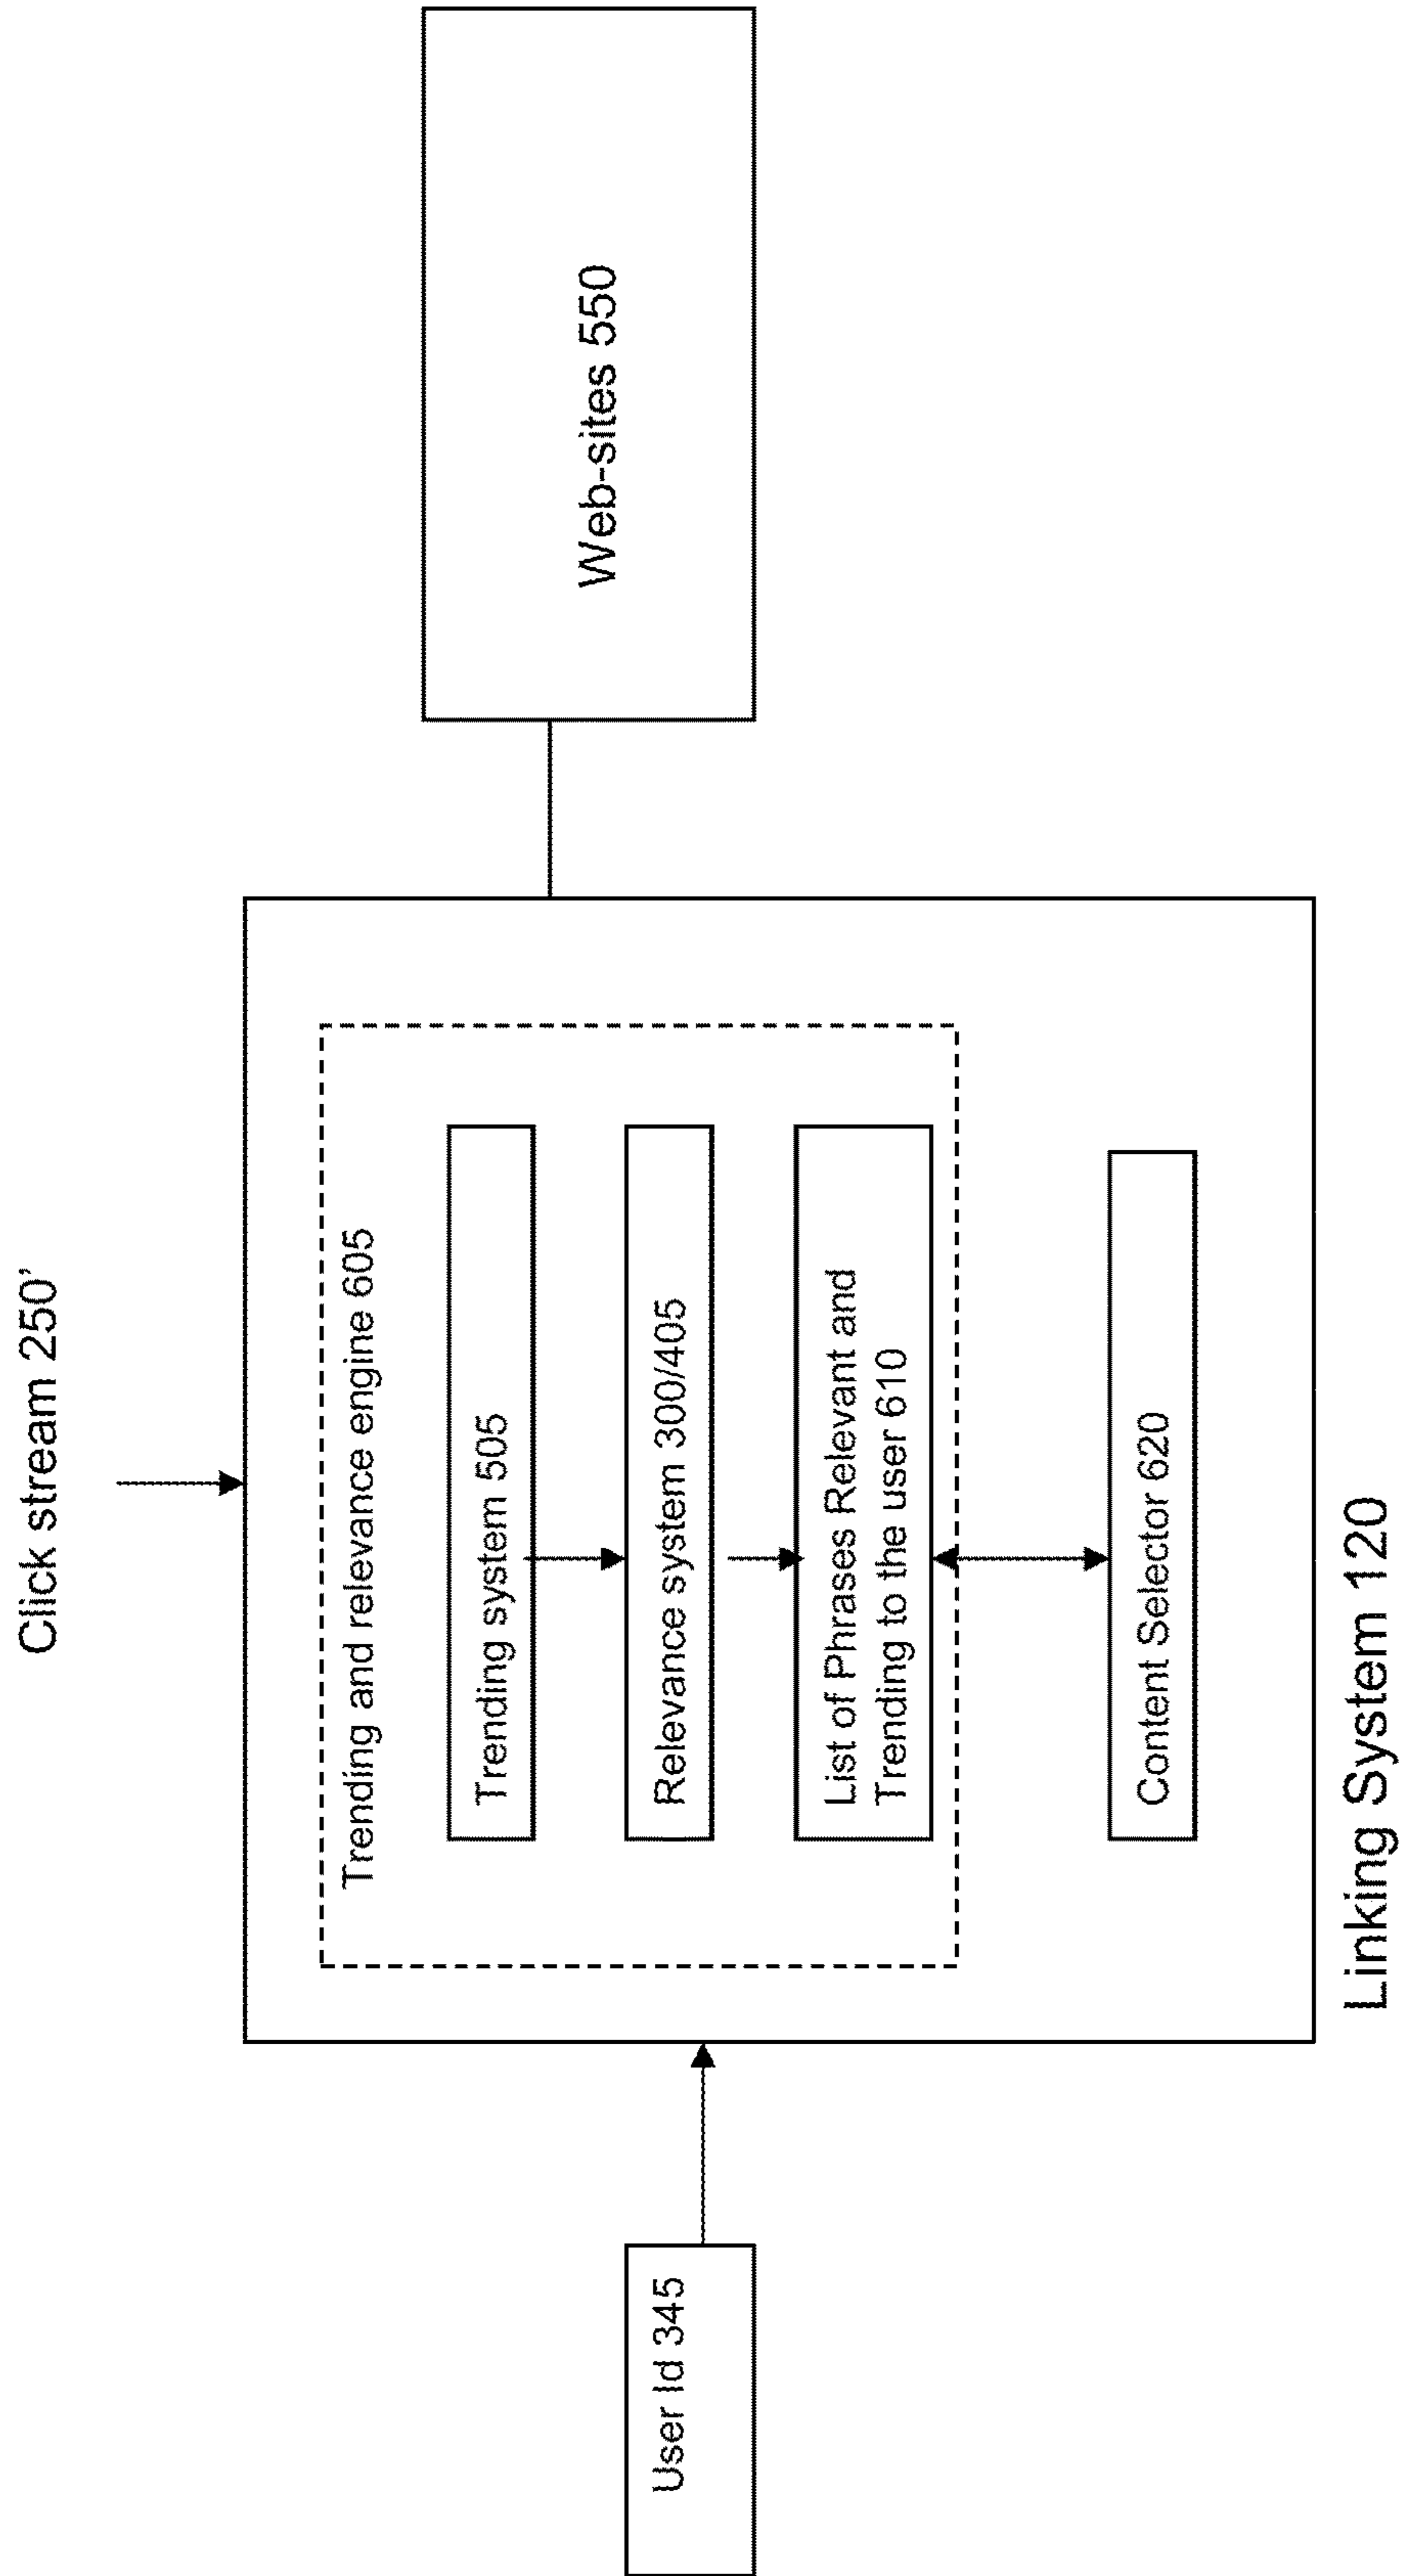 Click stream 250’
Trending and relevance engine 605
Trending system 505
Relevance system 300/405
List of Phrases Relevant and
Trending to the user 610
Content Selector 620
User Id 345
Web-sites 550
Linking System 120